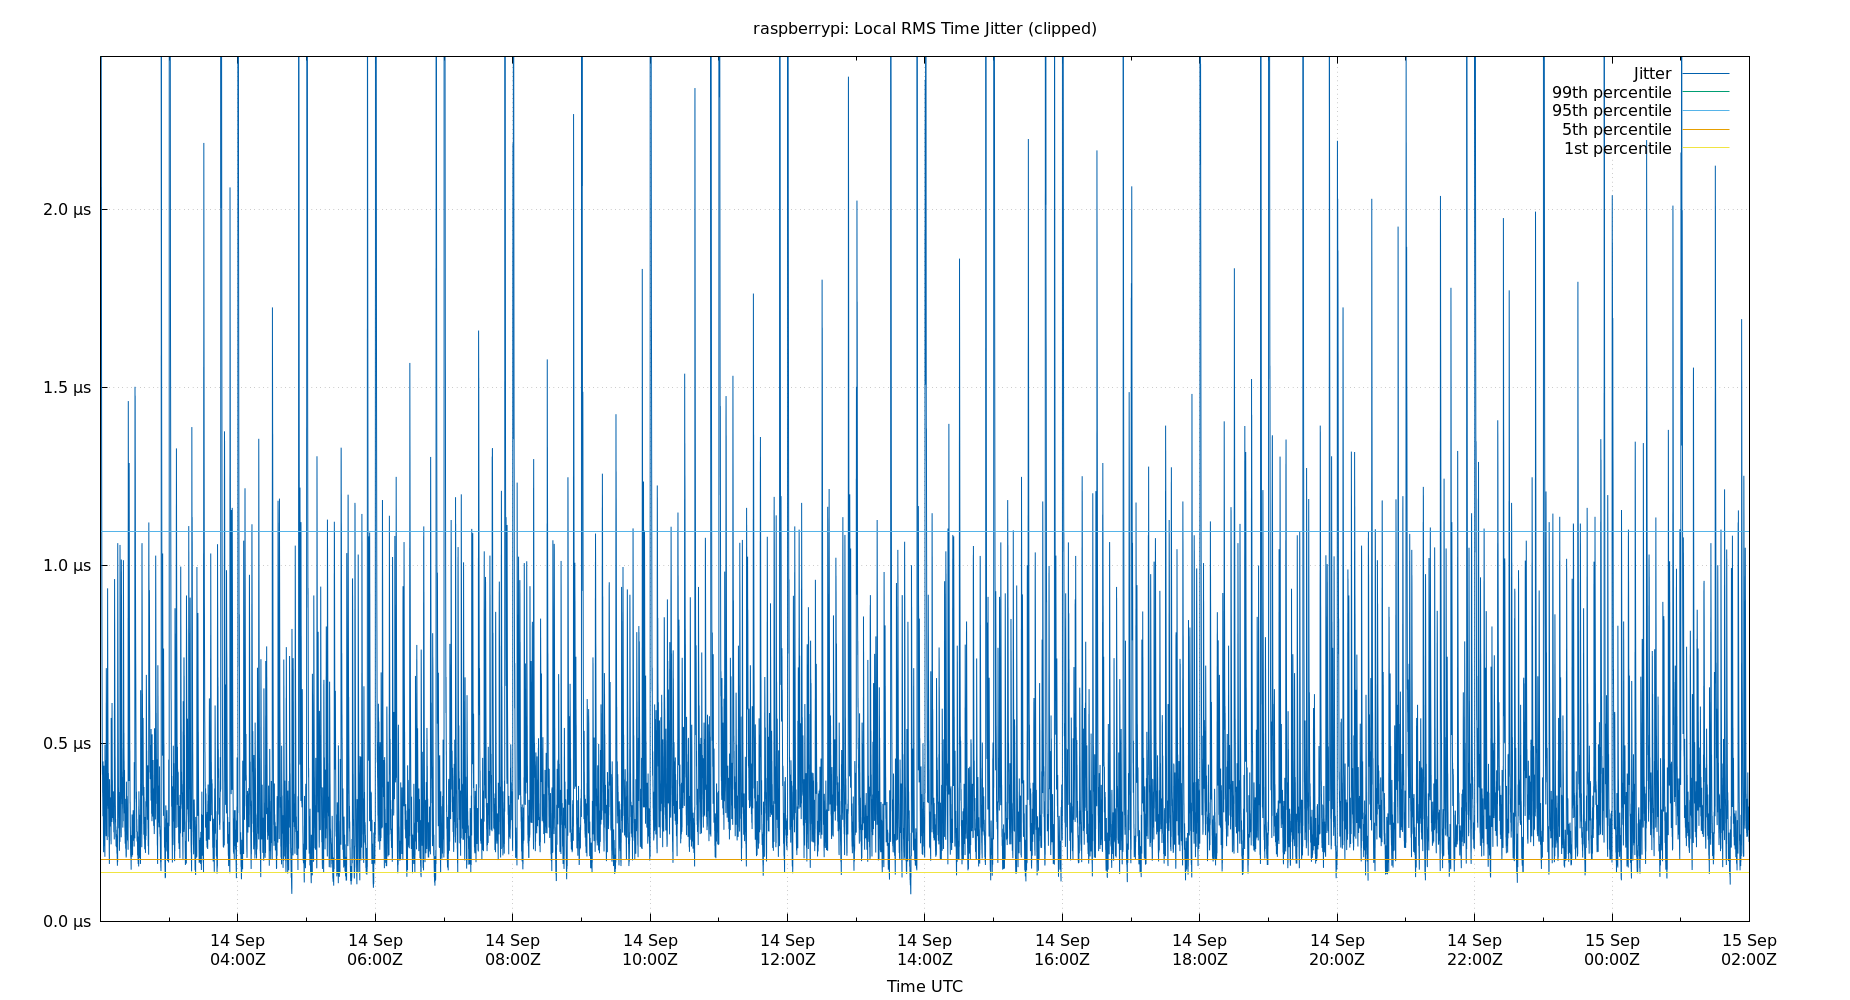 raspberrypi: Local RMS Time Jitter (clipped)
Jitter
99th percentile
95th percentile
5th percentile
1st percentile
2.0 µs
1.5 µs
1.0 µs
0.5 µs
0.0 µs
14 Sep 14 Sep 14 Sep 14 Sep 14 Sep 14 Sep 14 Sep 14 Sep 14 Sep 14 Sep 15 Sep 15 Sep
04:00Z 06:00Z 08:00Z 10:00Z 12:00Z 14:00Z 16:00Z 18:00Z 20:00Z 22:00Z 00:00Z 02:00Z
Time UTC